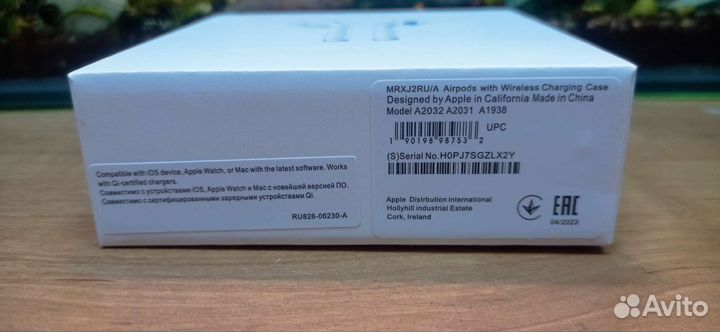 MRXJ2RU/A Airpods with Wireless Charging Case
Designed by Apple in California Made in China
Model A2032 A2031 A1938
1 90198 98753 2
UPC
(S)Serial No.H0PJ7SGZLX2Y
Apple Distrbution international
Hollyhill industrial Estate
Cork, Ireland
EAC
04/2023
Compatible with iOS device, Apple Watch, or Mac with the latest software. Works
with Qi-certified chargers.
Совместимо с устройствами iOS, Apple Watch и Mac с новейшей версией ПО.
Совместимо с сертифицированными зарядными устройствами Qi.
RU826-06230-A
Avito